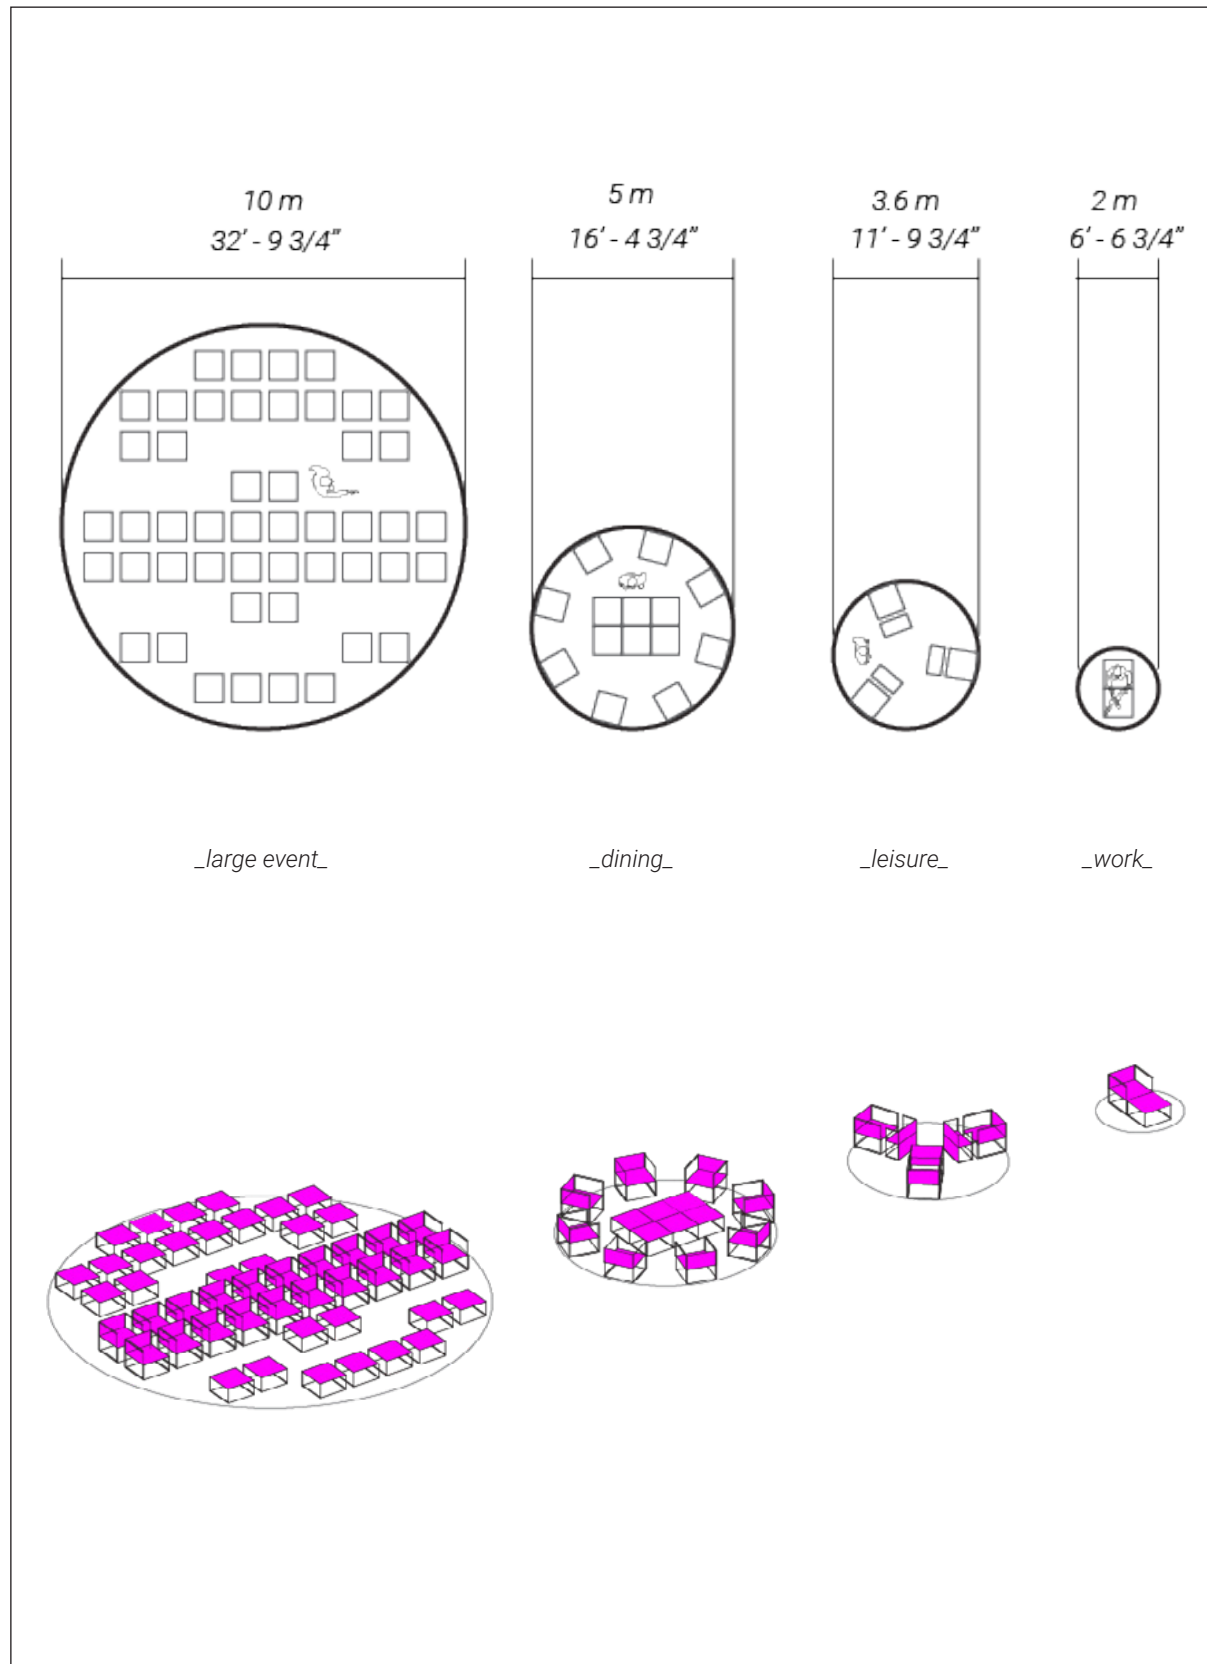 10 m
32' - 9 3/4"
5 m
16' - 4 3/4"
3.6 m
11' - 9 3/4"
2 m
6' - 6 3/4"
_large event_
_dining_
_leisure_
_work_